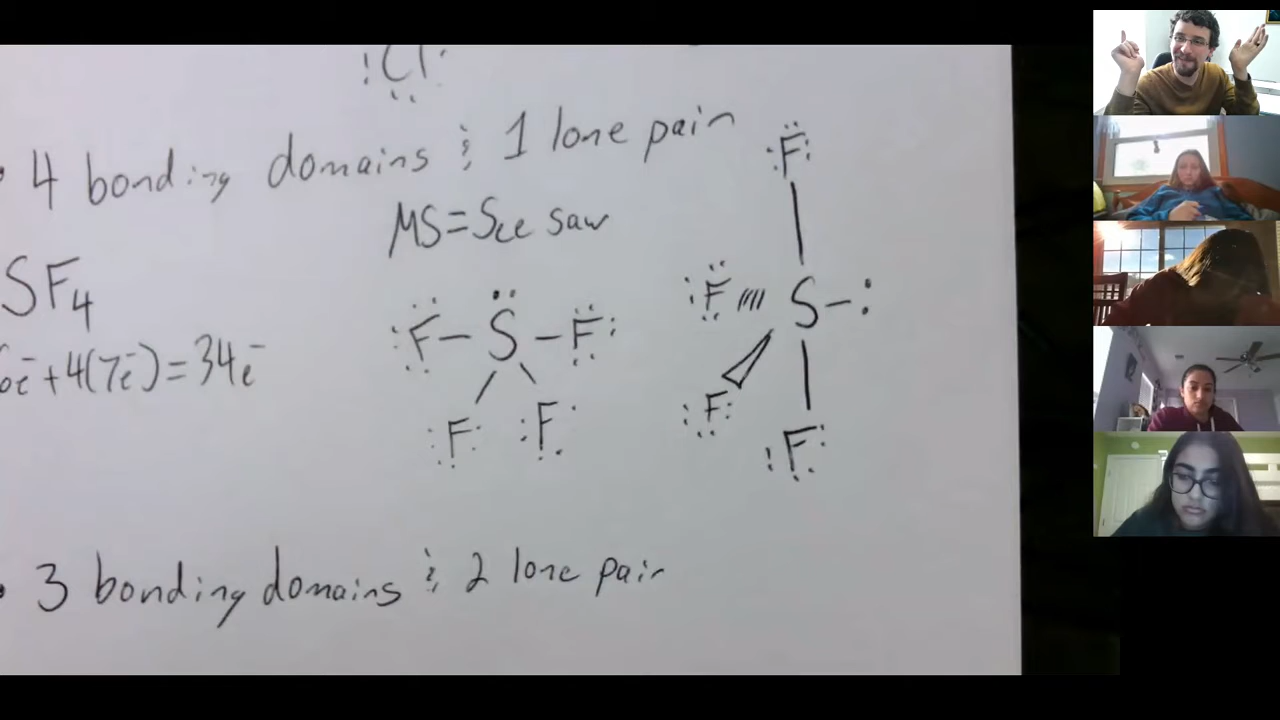 :Cl:
• 4 bonding domains & 1 lone pair
MS = See saw
SF₄
6e⁻ + 4(7e⁻) = 34e⁻
F – S – F
F F
F
F S – :
F
F
• 3 bonding domains & 2 lone pair